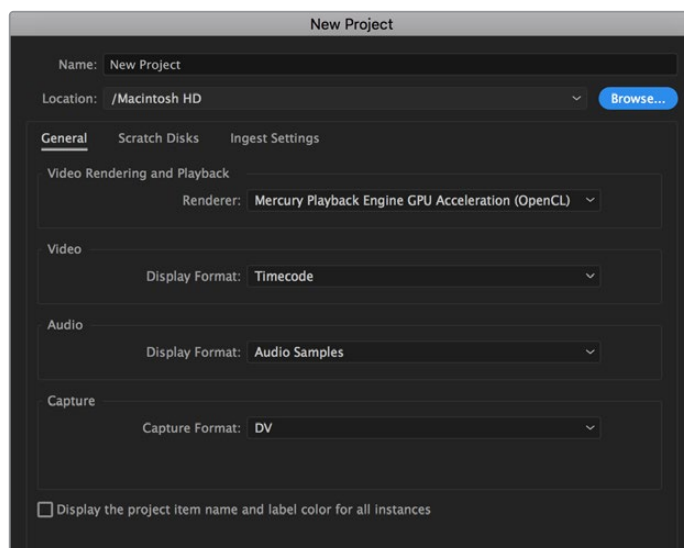 New Project
Name: New Project
Location: /Macintosh HD Browse...
General Scratch Disks Ingest Settings
Video Rendering and Playback
Renderer: Mercury Playback Engine GPU Acceleration (OpenCL)
Video
Display Format: Timecode
Audio
Display Format: Audio Samples
Capture
Capture Format: DV
Display the project item name and label color for all instances